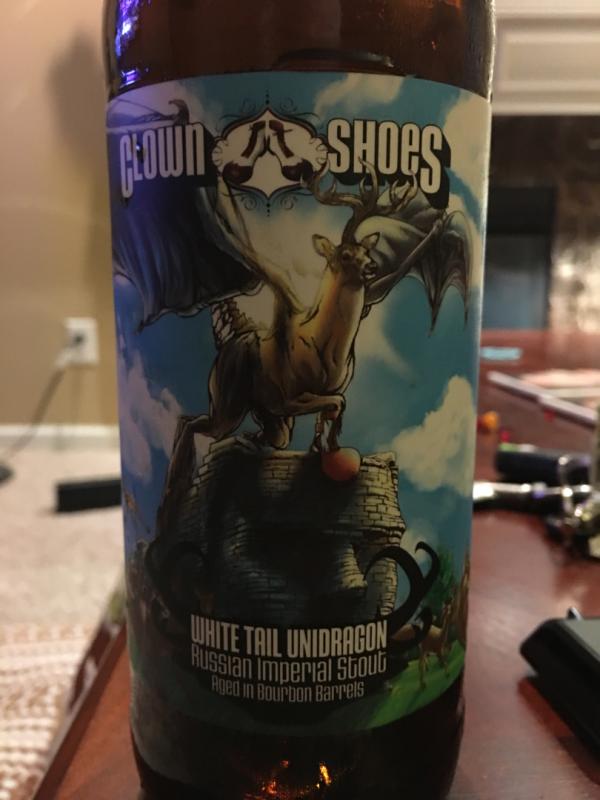 CLOWN SHOES
WHITE TAIL UNIDRAGON
Russian Imperial Stout
Aged in Bourbon Barrels